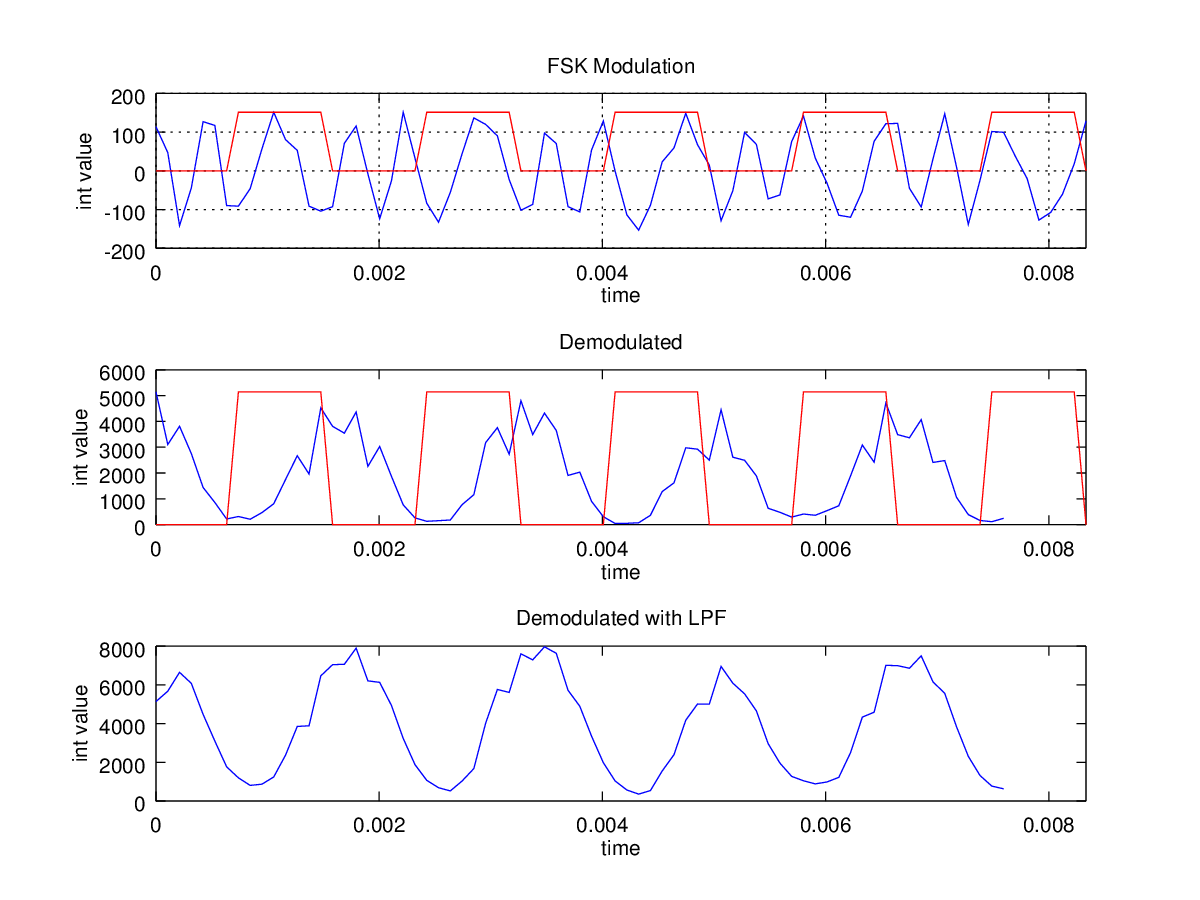 FSK Modulation
200
100
0
-100
-200
int value
0 0.002 0.004 0.006 0.008
time
Demodulated
6000
5000
4000
3000
2000
1000
0
int value
0 0.002 0.004 0.006 0.008
time
Demodulated with LPF
8000
6000
4000
2000
0
int value
0 0.002 0.004 0.006 0.008
time